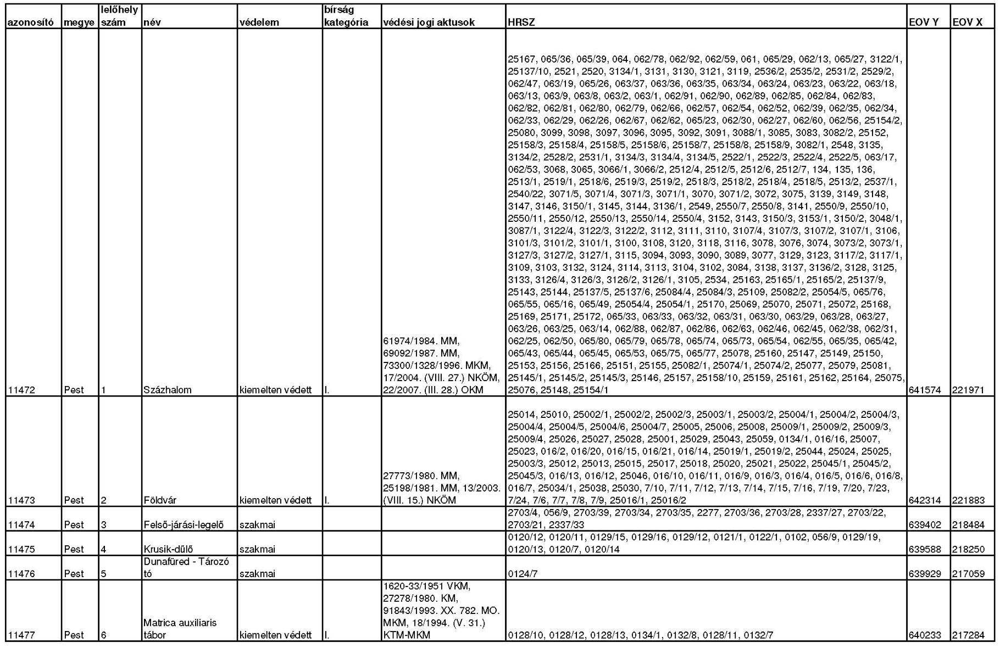 azonosító megye lelőhely szám név védelem bírság kategória védési jogi aktusok HRSZ EOV Y EOV X
25167, 065/36, 065/39, 064, 062/78, 062/92, 062/59, 061, 065/29, 062/13, 065/27, 3122/1,
25137/10, 2521, 2520, 3134/1, 3131, 3130, 3121, 3119, 2536/2, 2535/2, 2531/2, 2529/2,
062/47, 063/19, 065/26, 063/37, 063/36, 063/35, 063/34, 063/24, 063/23, 063/22, 063/18,
063/13, 063/9, 063/8, 063/2, 063/1, 062/91, 062/90, 062/89, 062/85, 062/84, 062/83,
062/82, 062/81, 062/80, 062/79, 062/66, 062/57, 062/54, 062/52, 062/39, 062/35, 062/34,
062/33, 062/29, 062/26, 062/67, 062/62, 065/23, 062/30, 062/27, 062/60, 062/56, 25154/2,
25080, 3099, 3098, 3097, 3096, 3095, 3092, 3091, 3088/1, 3085, 3083, 3082/2, 25152,
25158/3, 25158/4, 25158/5, 25158/6, 25158/7, 25158/8, 25158/9, 3082/1, 2548, 3135,
3134/2, 2528/2, 2531/1, 3134/3, 3134/4, 3134/5, 2522/1, 2522/3, 2522/4, 2522/5, 063/17,
062/53, 3068, 3065, 3066/1, 3066/2, 2512/4, 2512/5, 2512/6, 2512/7, 134, 135, 136,
2513/1, 2519/1, 2518/6, 2519/3, 2519/2, 2518/3, 2518/2, 2518/4, 2518/5, 2513/2, 2537/1,
2540/22, 3071/5, 3071/4, 3071/3, 3071/1, 3070, 3071/2, 3072, 3075, 3139, 3149, 3148,
3147, 3146, 3150/1, 3145, 3144, 3136/1, 2549, 2550/7, 2550/8, 3141, 2550/9, 2550/10,
2550/11, 2550/12, 2550/13, 2550/14, 2550/4, 3152, 3143, 3150/3, 3153/1, 3150/2, 3048/1,
3087/1, 3122/4, 3122/3, 3122/2, 3112, 3111, 3110, 3107/4, 3107/3, 3107/2, 3107/1, 3106,
3101/3, 3101/2, 3101/1, 3100, 3108, 3120, 3118, 3116, 3078, 3076, 3074, 3073/2, 3073/1,
3127/3, 3127/2, 3127/1, 3115, 3094, 3093, 3090, 3089, 3077, 3129, 3123, 3117/2, 3117/1,
3109, 3103, 3132, 3124, 3114, 3113, 3104, 3102, 3084, 3138, 3137, 3136/2, 3128, 3125,
3133, 3126/4, 3126/3, 3126/2, 3126/1, 3105, 2534, 25163, 25165/1, 25165/2, 25137/9,
25143, 25144, 25137/5, 25137/6, 25084/4, 25084/3, 25109, 25082/2, 25054/5, 065/76,
065/55, 065/16, 065/49, 25054/4, 25054/1, 25170, 25069, 25070, 25071, 25072, 25168,
25169, 25171, 25172, 065/33, 063/33, 063/32, 063/31, 063/30, 063/29, 063/28, 063/27,
063/26, 063/25, 063/14, 062/88, 062/87, 062/86, 062/63, 062/46, 062/45, 062/38, 062/31,
61974/1984. MM, 062/25, 062/50, 065/80, 065/79, 065/78, 065/74, 065/73, 065/54, 062/55, 065/35, 065/42,
69092/1987. MM, 065/43, 065/44, 065/45, 065/53, 065/75, 065/77, 25078, 25160, 25147, 25149, 25150,
73300/1328/1996. MKM, 25153, 25156, 25166, 25151, 25155, 25082/1, 25074/1, 25074/2, 25077, 25079, 25081,
17/2004. (VIII. 27.) NKÖM, 25145/1, 25145/2, 25145/3, 25146, 25157, 25158/10, 25159, 25161, 25162, 25164, 25075,
11472 Pest 1 Százhalom kiemelten védett I. 22/2007. (III. 28.) OKM 25076, 25148, 25154/1 641574 221971
25014, 25010, 25002/1, 25002/2, 25002/3, 25003/1, 25003/2, 25004/1, 25004/2, 25004/3,
25004/4, 25004/5, 25004/6, 25004/7, 25005, 25006, 25008, 25009/1, 25009/2, 25009/3,
25009/4, 25026, 25027, 25028, 25001, 25029, 25043, 25059, 0134/1, 016/16, 25007,
25023, 016/2, 016/20, 016/15, 016/21, 016/14, 25019/1, 25019/2, 25044, 25024, 25025,
25003/3, 25012, 25013, 25015, 25017, 25018, 25020, 25021, 25022, 25045/1, 25045/2,
27773/1980. MM, 25045/3, 016/13, 016/12, 25046, 016/10, 016/11, 016/9, 016/3, 016/4, 016/5, 016/6, 016/8,
25198/1981. MM, 13/2003. 016/7, 25034/1, 25038, 25030, 7/10, 7/11, 7/12, 7/13, 7/14, 7/15, 7/16, 7/19, 7/20, 7/23,
11473 Pest 2 Földvár kiemelten védett I. (VIII. 15.) NKÖM 7/24, 7/6, 7/7, 7/8, 7/9, 25016/1, 25016/2 642314 221883
2703/4, 056/9, 2703/39, 2703/34, 2703/35, 2277, 2703/36, 2703/28, 2337/27, 2703/22,
11474 Pest 3 Felső-járási-legelő szakmai 2703/21, 2337/33 639402 218484
0120/12, 0120/11, 0129/15, 0129/16, 0129/12, 0121/1, 0122/1, 0102, 056/9, 0129/19,
11475 Pest 4 Krusik-dűlő szakmai 0120/13, 0120/7, 0120/14 639588 218250
Dunafüred - Tározó
11476 Pest 5 tó szakmai 0124/7 639929 217059
1620-33/1951 VKM,
27278/1980. KM,
91843/1993. XX. 782. MO.
Matrica auxiliaris MKM, 18/1994. (V. 31.)
11477 Pest 6 tábor kiemelten védett I. KTM-MKM 0128/10, 0128/12, 0128/13, 0134/1, 0132/8, 0128/11, 0132/7 640233 217284